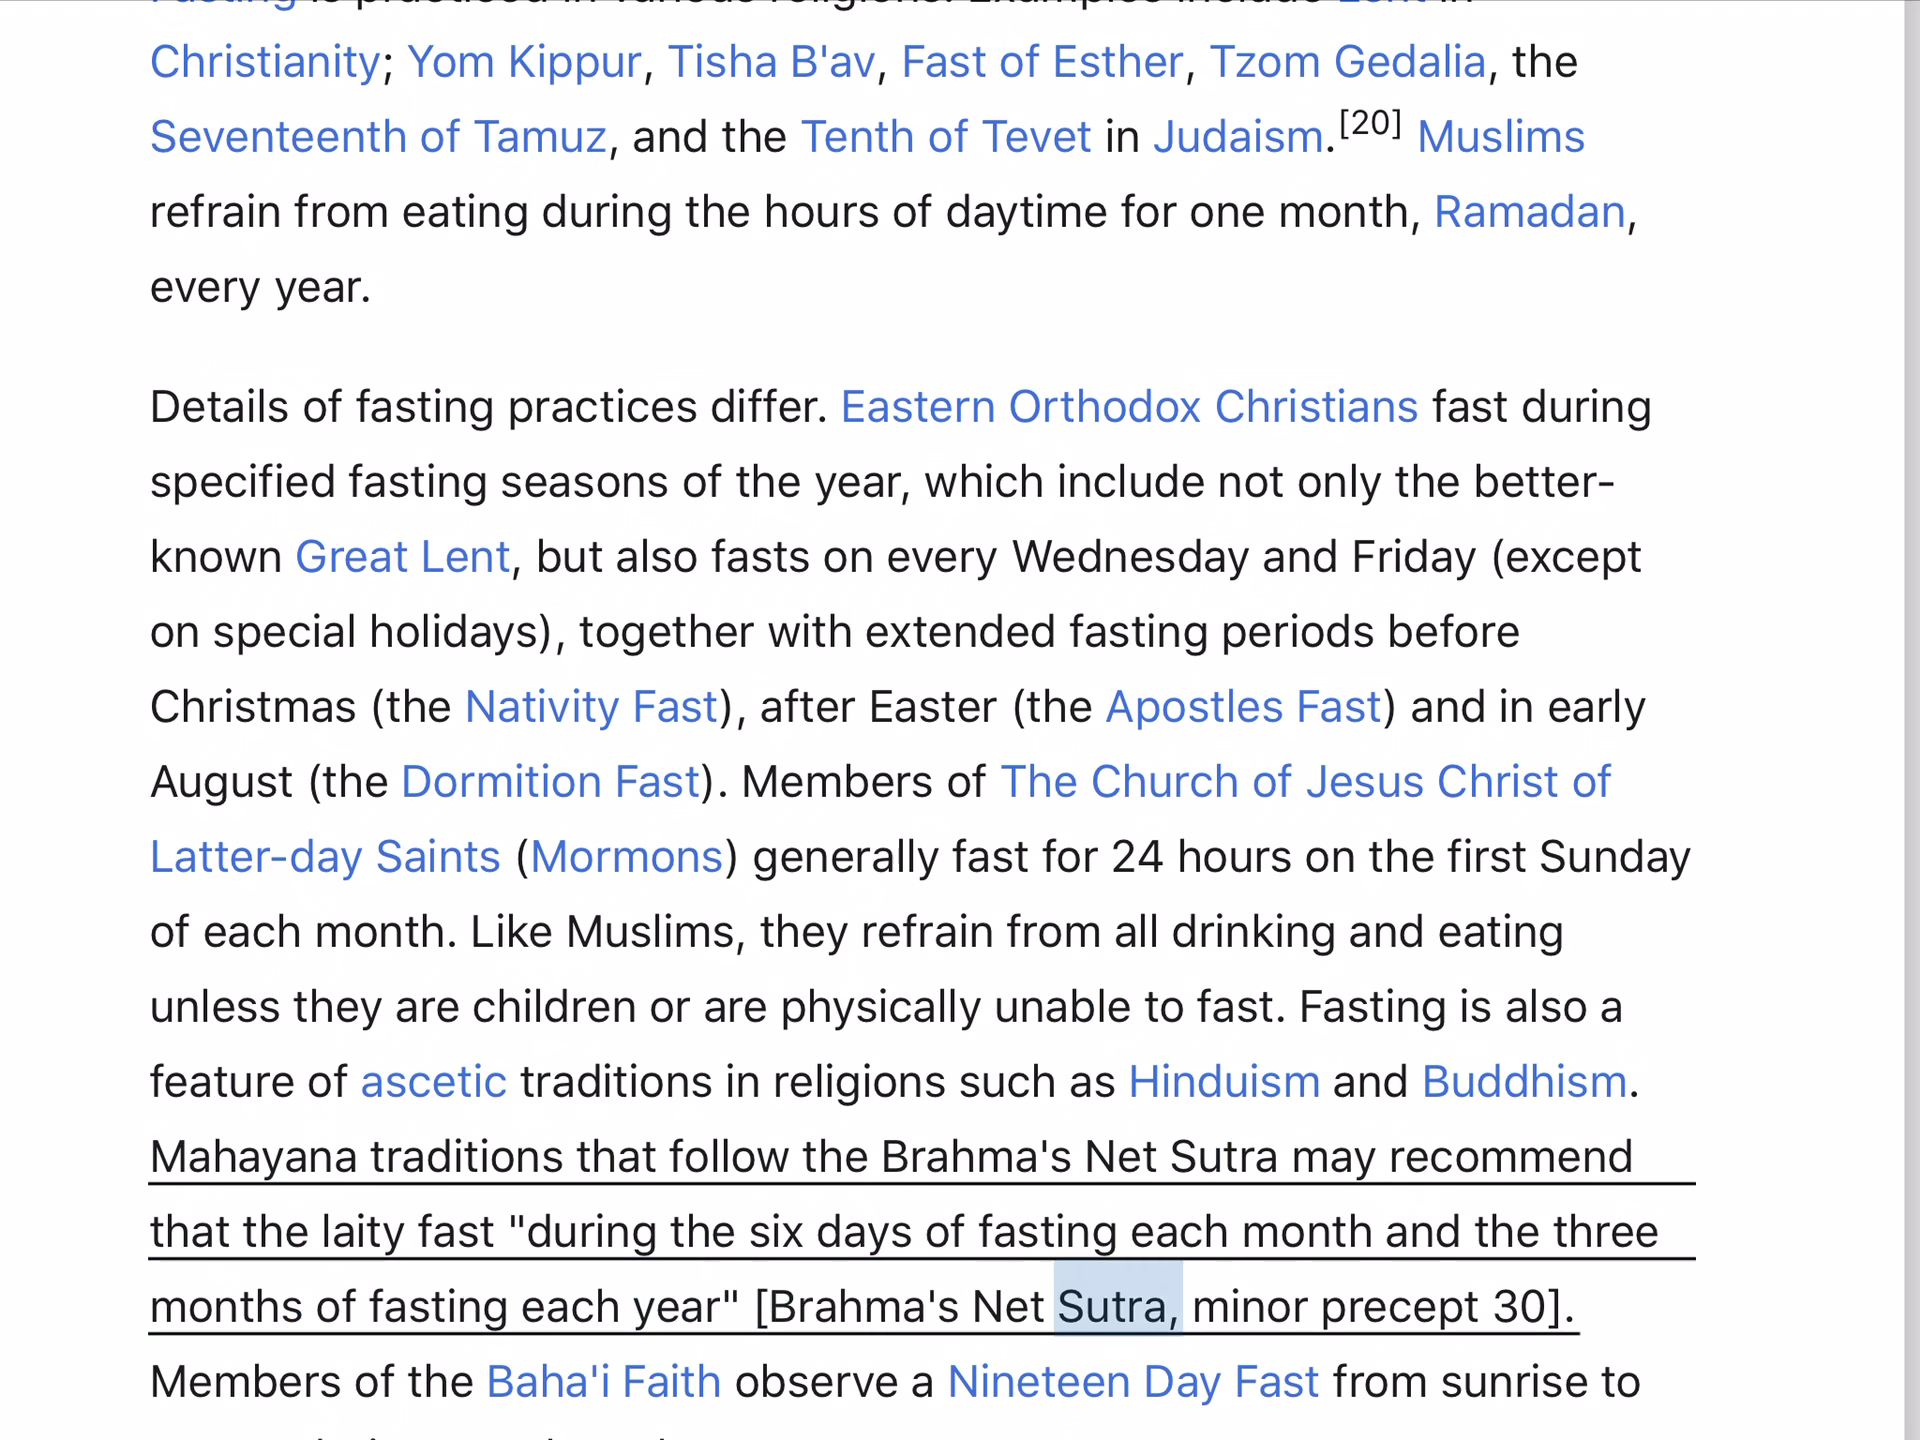 Fasting is practiced in various religions. Examples include Lent in
Christianity; Yom Kippur, Tisha B'av, Fast of Esther, Tzom Gedalia, the
Seventeenth of Tamuz, and the Tenth of Tevet in Judaism.[20] Muslims
refrain from eating during the hours of daytime for one month, Ramadan,
every year.
Details of fasting practices differ. Eastern Orthodox Christians fast during
specified fasting seasons of the year, which include not only the better-
known Great Lent, but also fasts on every Wednesday and Friday (except
on special holidays), together with extended fasting periods before
Christmas (the Nativity Fast), after Easter (the Apostles Fast) and in early
August (the Dormition Fast). Members of The Church of Jesus Christ of
Latter-day Saints (Mormons) generally fast for 24 hours on the first Sunday
of each month. Like Muslims, they refrain from all drinking and eating
unless they are children or are physically unable to fast. Fasting is also a
feature of ascetic traditions in religions such as Hinduism and Buddhism.
Mahayana traditions that follow the Brahma's Net Sutra may recommend
that the laity fast "during the six days of fasting each month and the three
months of fasting each year" [Brahma's Net Sutra, minor precept 30].
Members of the Baha'i Faith observe a Nineteen Day Fast from sunrise to